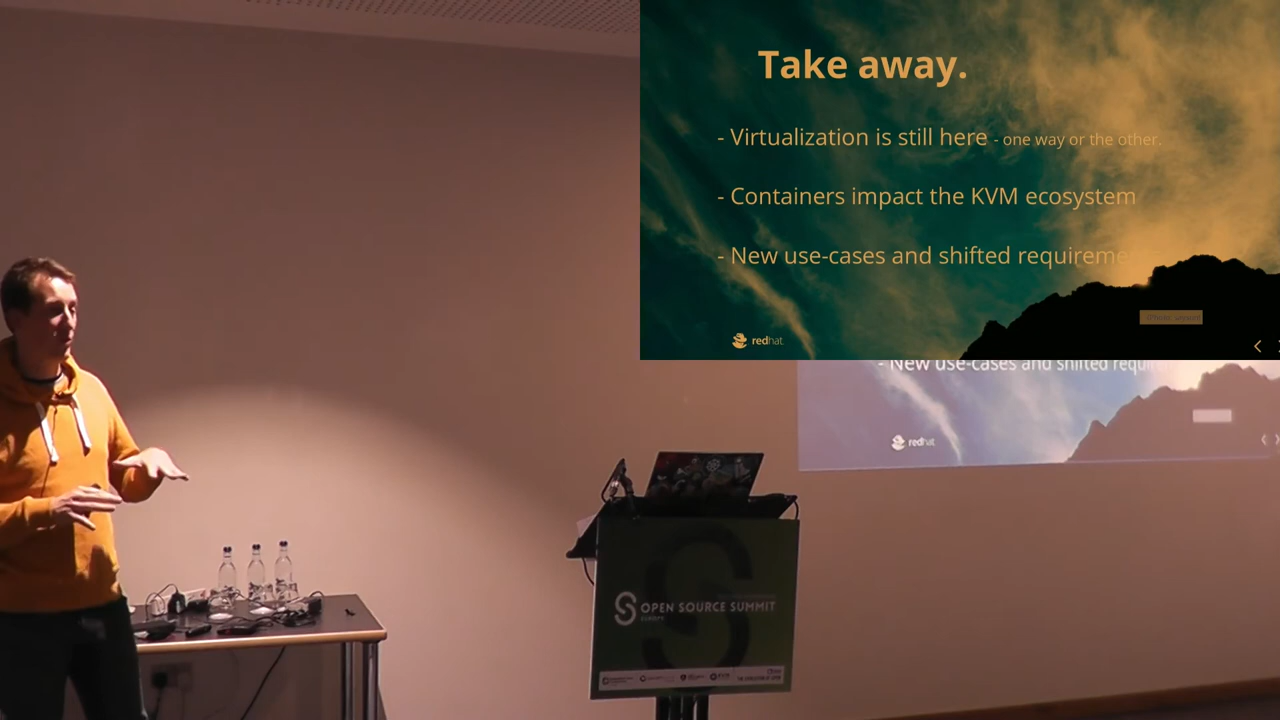 Take away.
- Virtualization is still here - one way or the other.
- Containers impact the KVM ecosystem
- New use-cases and shifted requireme
redhat.
- New use-cases and shifted
redhat.
OPEN SOURCE SUMMIT
EUROPE